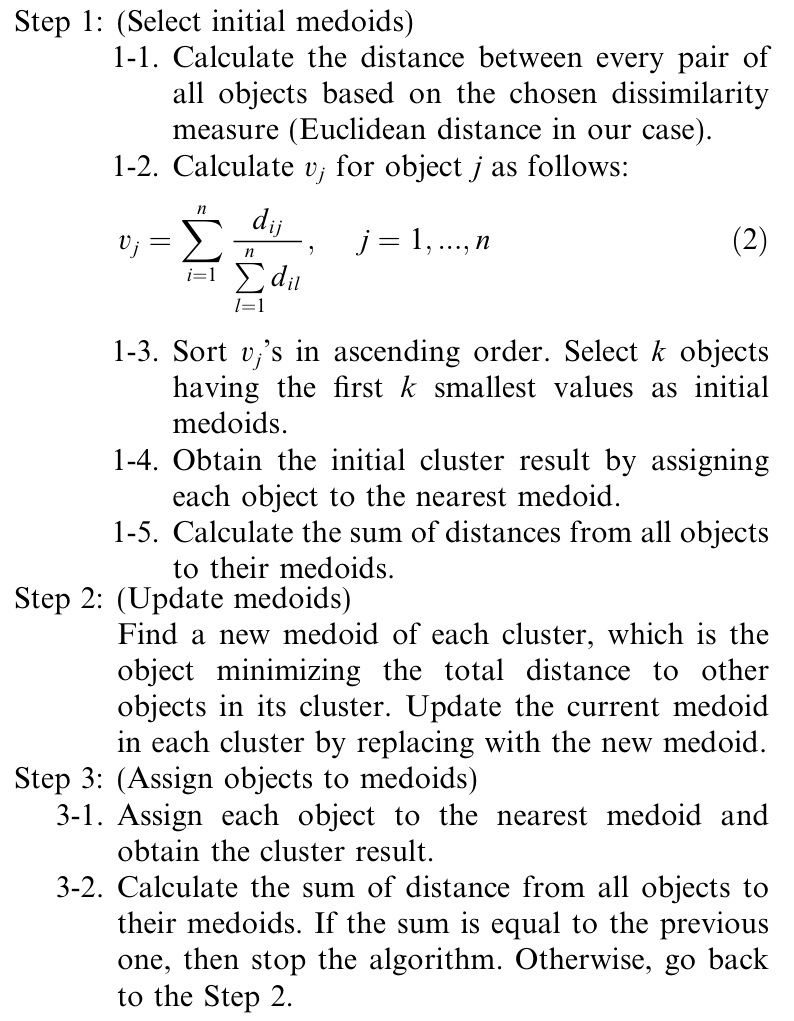 Step 1: (Select initial medoids)
1-1. Calculate the distance between every pair of
all objects based on the chosen dissimilarity
measure (Euclidean distance in our case).
1-2. Calculate v_j for object j as follows:
v_j = \sum_{i=1}^{n} \frac{d_{ij}}{\sum_{l=1}^{n} d_{il}}, j = 1, ..., n (2)
1-3. Sort v_j's in ascending order. Select k objects
having the first k smallest values as initial
medoids.
1-4. Obtain the initial cluster result by assigning
each object to the nearest medoid.
1-5. Calculate the sum of distances from all objects
to their medoids.
Step 2: (Update medoids)
Find a new medoid of each cluster, which is the
object minimizing the total distance to other
objects in its cluster. Update the current medoid
in each cluster by replacing with the new medoid.
Step 3: (Assign objects to medoids)
3-1. Assign each object to the nearest medoid and
obtain the cluster result.
3-2. Calculate the sum of distance from all objects to
their medoids. If the sum is equal to the previous
one, then stop the algorithm. Otherwise, go back
to the Step 2.